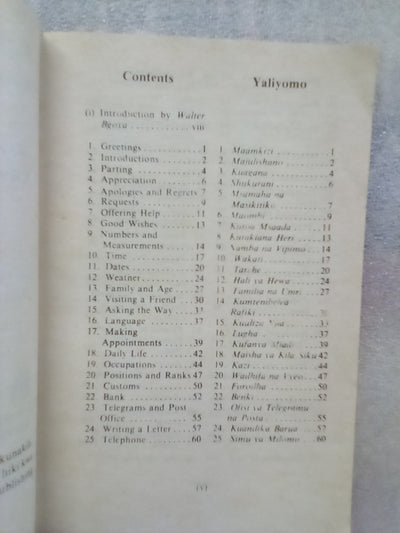 Contents
(i) Introduction by Walter
viii
1. Greetings 1
2. Introductions 2
3. Parting 4
4. Appreciation 6
5. Apologies and Regrets 7
6. Requests 9
7. Offering Help 11
8. Good Wishes 13
9. Numbers and
Measurements 14
10. Time 17
11. Dates 20
12. Weather 24
13. Family and Age 27
14. Visiting a Friend 30
15. Asking the Way 33
16. Language 37
17. Making
Appointments 39
18. Daily Life 42
19. Occupations 44
20. Positions and Ranks 47
21. Customs 50
22. Bank 52
23. Telegrams and Post
Office 55
24. Writing a Letter 57
25. Telephone 60
Yaliyomo
1. Maamkizi 1
2. Majulishano 2
3. Kuagana 4
4. Shukurani 6
5. Msamaha na
Masikitiko 7
6. Maombi 9
7. Kutoa Msaada 11
8. Kutakiana Heri 13
9. Namba na Vipimo 14
10. Wakati 17
11. Tarehe 20
12. Hali ya Hewa 24
13. Familia na Umri 27
14. Kumtembelea
Rafiki
15. Kuuliza Njia 33
16. Lugha 37
17. Kufanya Miadi 39
18. Maisha ya Kila Siku 42
19. Kazi 44
20. Wadhifa na Vyeo 47
21. Forodha 50
22. Benki 52
23. Ofisi ya Telegramu
na Posta 55
24. Kuandika Barua 57
25. Simu ya Mdomo 60
(v)